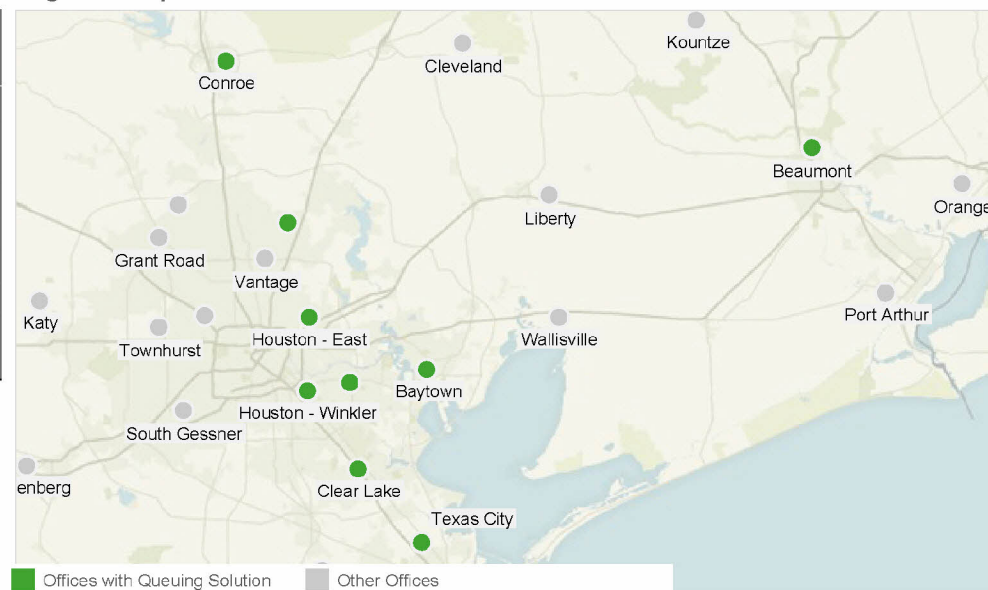 Kountze
Cleveland
Conroe
Beaumont
Orange
Liberty
Grant Road
Vantage
Katy
Port Arthur
Houston - East
Wallisville
Townhurst
Baytown
Houston - Winkler
South Gessner
enberg
Clear Lake
Texas City
Offices with Queuing Solution
Other Offices